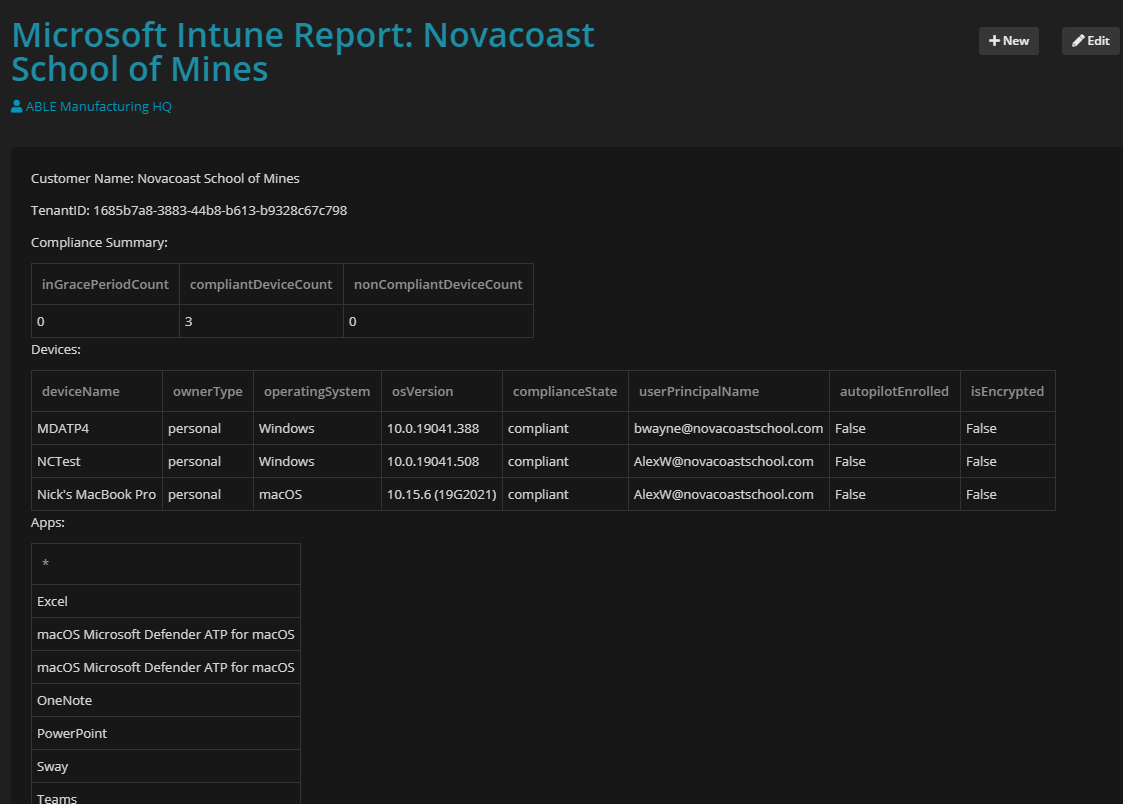 Microsoft Intune Report: Novacoast
School of Mines
+ New
Edit
ABLE Manufacturing HQ
Customer Name: Novacoast School of Mines
TenantID: 1685b7a8-3883-44b8-b613-b9328c67c798
Compliance Summary:
inGracePeriodCount compliantDeviceCount nonCompliantDeviceCount
0 3 0
Devices:
deviceName ownerType operatingSystem osVersion complianceState userPrincipalName autopilotEnrolled isEncrypted
MDATP4 personal Windows 10.0.19041.388 compliant bwayne@novacoastschool.com False False
NCTest personal Windows 10.0.19041.508 compliant AlexW@novacoastschool.com False False
Nick's MacBook Pro personal macOS 10.15.6 (19G2021) compliant AlexW@novacoastschool.com False False
Apps:
*
Excel
macOS Microsoft Defender ATP for macOS
macOS Microsoft Defender ATP for macOS
OneNote
PowerPoint
Sway
Teams